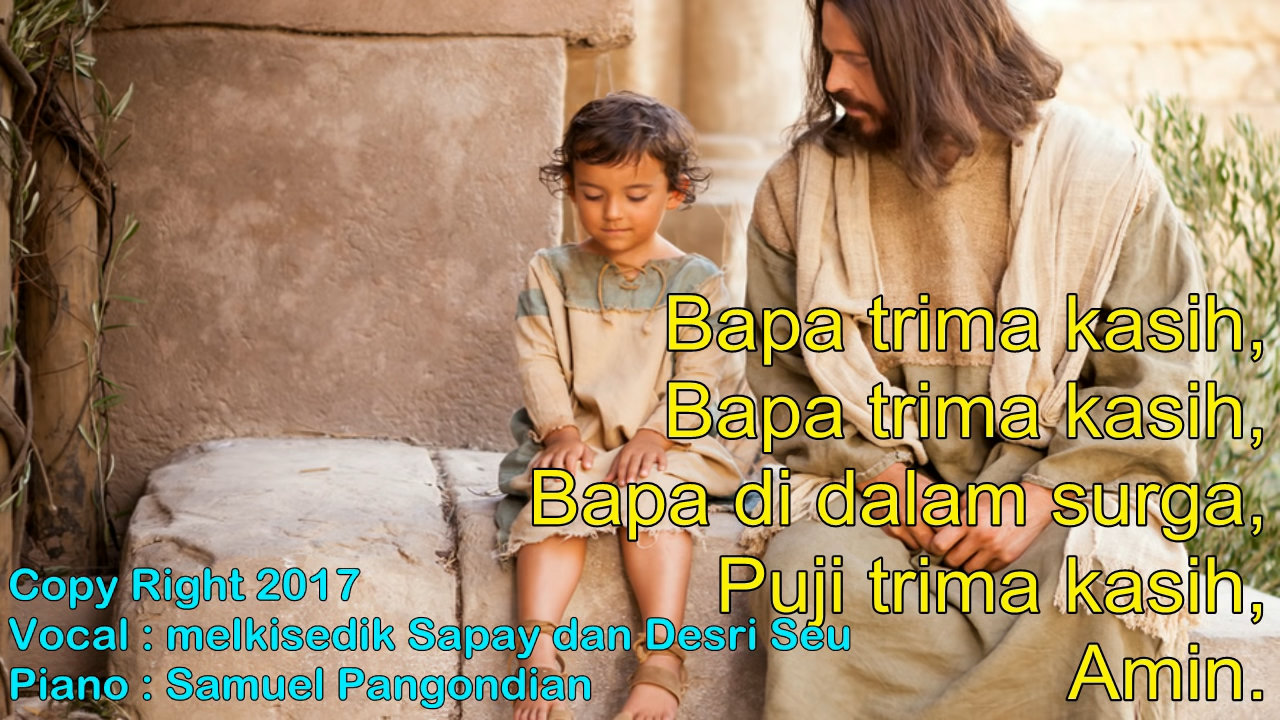 Bapa trima kasih,
Bapa trima kasih,
Bapa di dalam surga,
Puji trima kasih,
Amin.
Copy Right 2017
Vocal : melkisedik Sapay dan Desri Seu
Piano : Samuel Pangondian